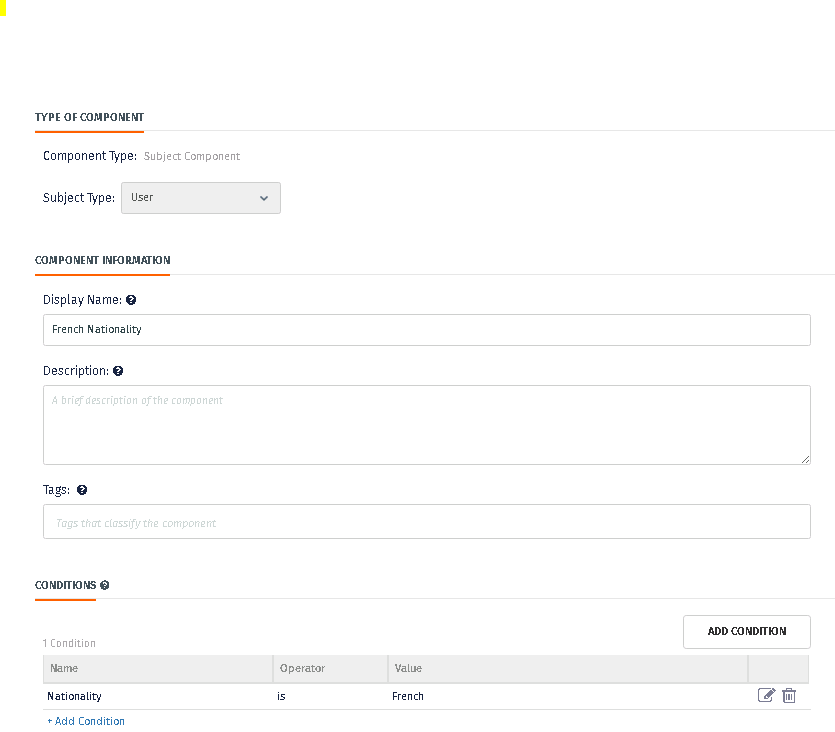 TYPE OF COMPONENT
Component Type: Subject Component
Subject Type: User
COMPONENT INFORMATION
Display Name:
French Nationality
Description:
A brief description of the component
Tags:
Tags that classify the component
CONDITIONS
ADD CONDITION
1 Condition
Name Operator Value
Nationality is French
+ Add Condition